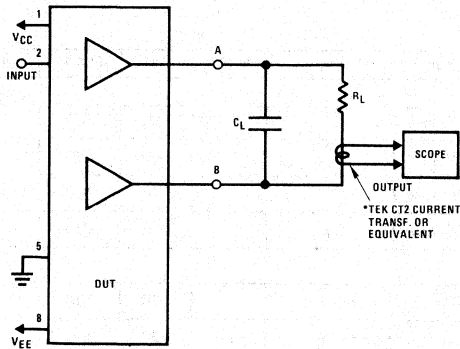 1
VCC
2
INPUT
A
CL
RL
SCOPE
B
OUTPUT
*TEK CT2 CURRENT
TRANSF. OR
EQUIVALENT
5
DUT
8
VEE